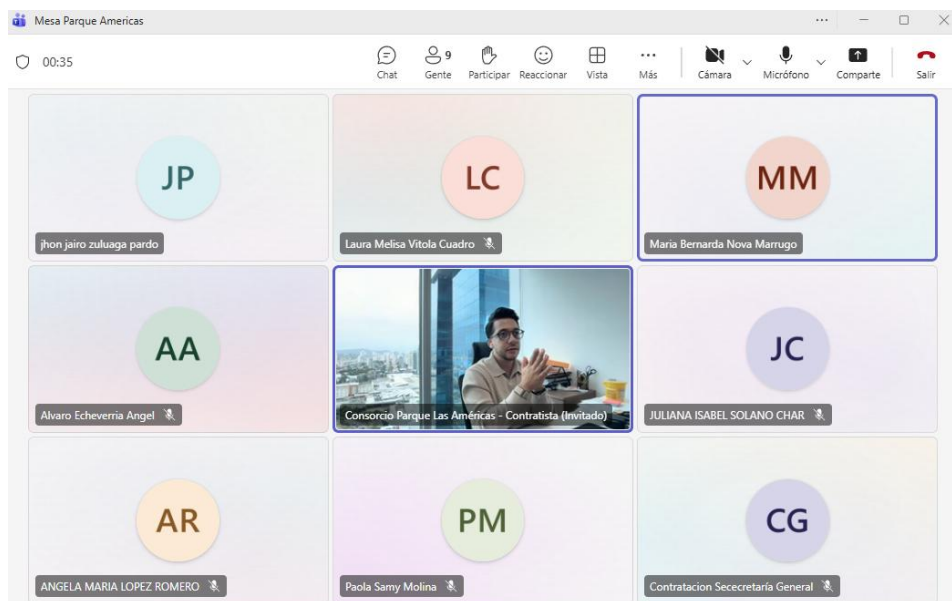 Mesa Parque Americas
00:35
9
Chat Gente Participar Reaccionar Vista Más Cámara Micrófono Comparte Salir
JP
LC
MM
jhon jairo zuluaga pardo
Laura Melisa Vitola Cuadro
Maria Bernarda Nova Marrugo
AA
JC
Alvaro Echeverria Angel
Consorcio Parque Las Américas - Contratista (Invitado)
JULIANA ISABEL SOLANO CHAR
AR
PM
CG
ANGELA MARIA LOPEZ ROMERO
Paola Samy Molina
Contratacion Sececretaría General